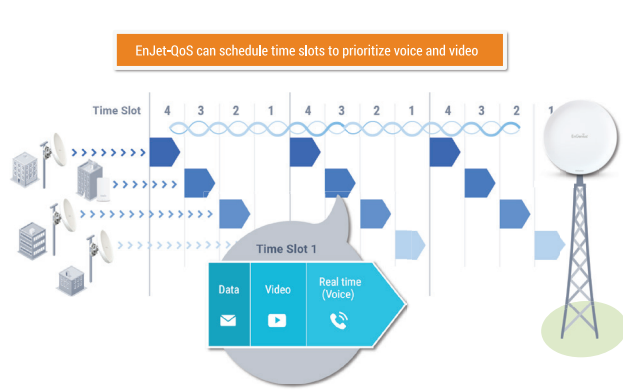 EnJet-QoS can schedule time slots to prioritize voice and video
Time Slot 4 3 2 1 4 3 2 1 4 3 2 1
EnGenius
Time Slot 1
Data Video Real time
(Voice)